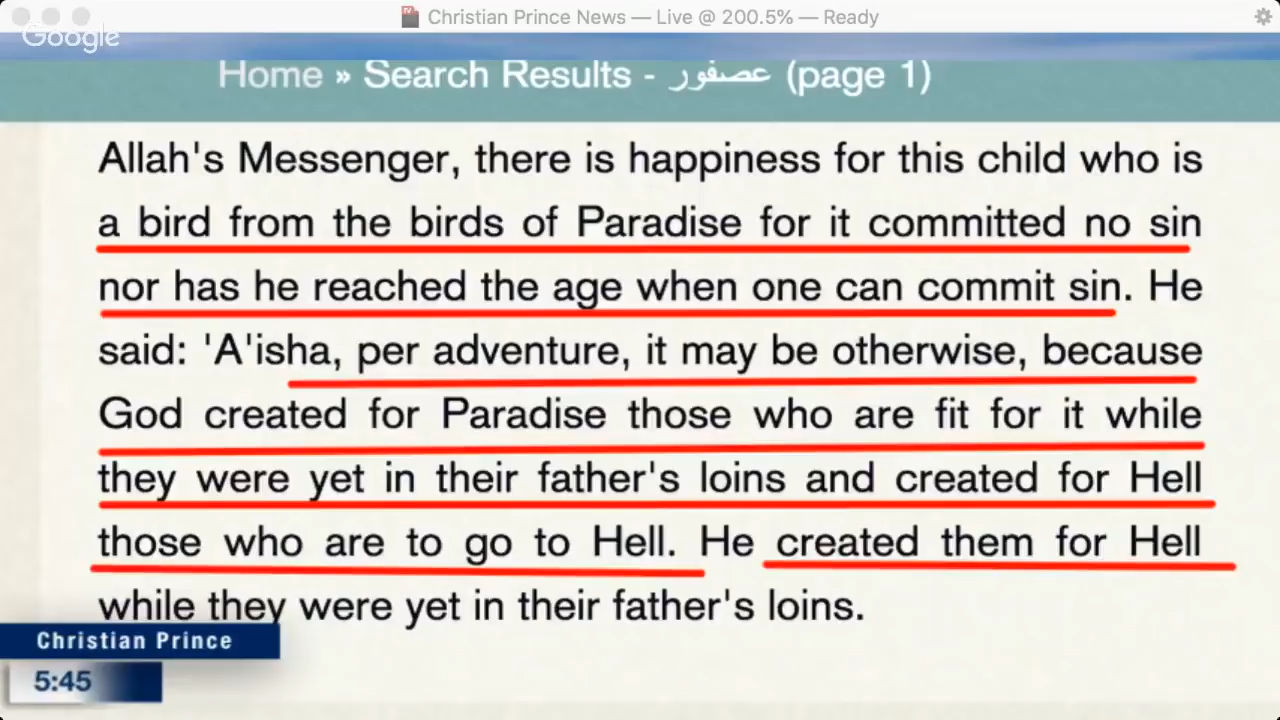 Christian Prince News — Live @ 200.5% — Ready
Google
Home » Search Results - عصفور (page 1)
Allah's Messenger, there is happiness for this child who is
a bird from the birds of Paradise for it committed no sin
nor has he reached the age when one can commit sin. He
said: 'A'isha, per adventure, it may be otherwise, because
God created for Paradise those who are fit for it while
they were yet in their father's loins and created for Hell
those who are to go to Hell. He created them for Hell
while they were yet in their father's loins.
Christian Prince
5:45